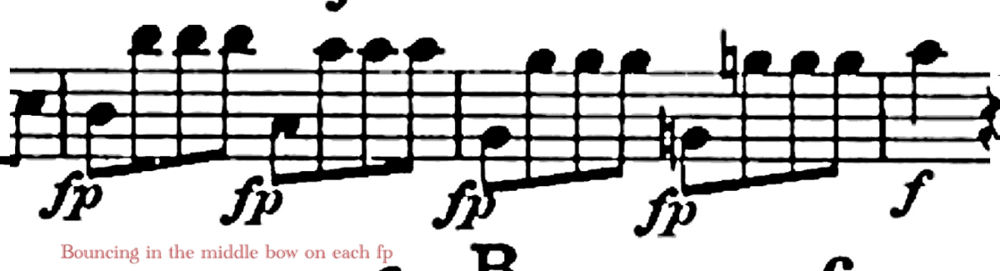 fp fp fp fp f
Bouncing in the middle bow on each fp
B